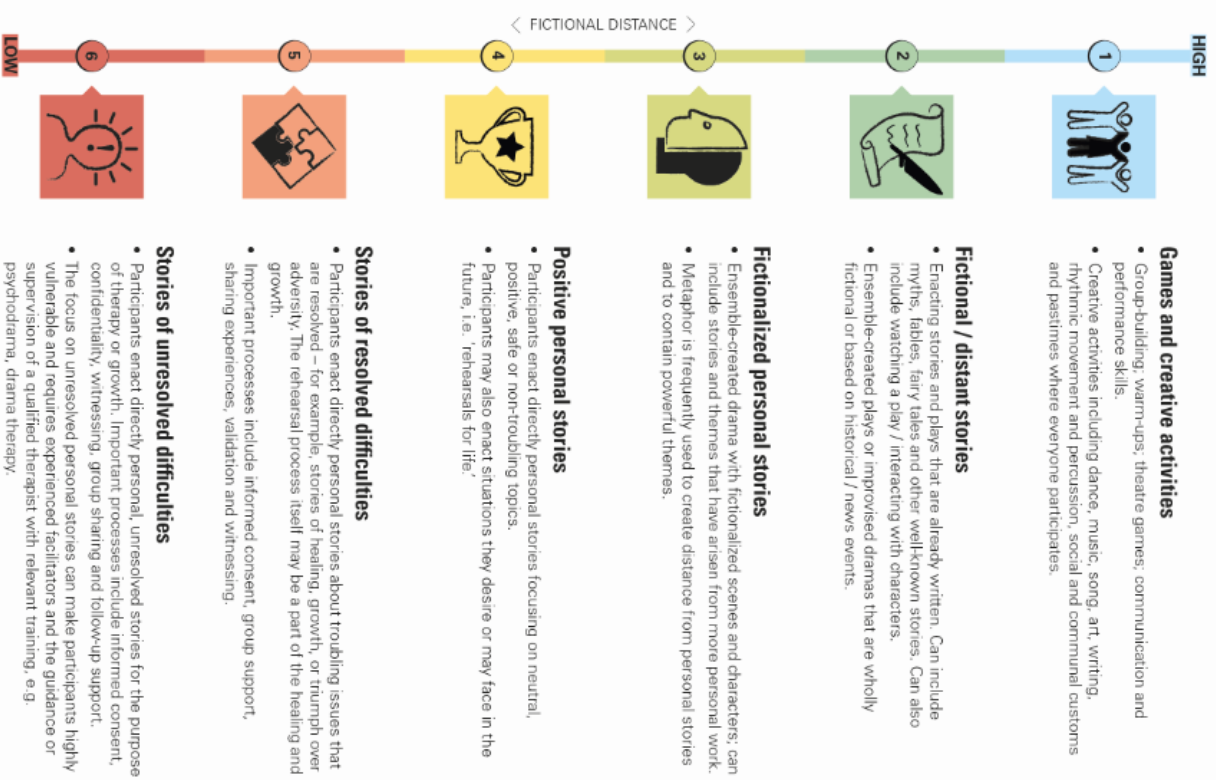 < FICTIONAL DISTANCE >
HIGH
1
Games and creative activities
• Group-building; warm-ups; theatre games; communication and
performance skills.
• Creative activities including dance, music, song, art, writing,
rhythmic movement and percussion, social and communal customs
and pastimes where everyone participates.
2
Fictional / distant stories
• Enacting stories and plays that are already written. Can include
myths, fables, fairy tales and other well-known stories. Can also
include watching a play / interacting with characters.
• Ensemble-created plays or improvised dramas that are wholly
fictional or based on historical / news events.
3
Fictionalized personal stories
• Ensemble-created drama with fictionalized scenes and characters; can
include stories and themes that have arisen from more personal work.
• Metaphor is frequently used to create distance from personal stories
and to contain powerful themes.
4
Positive personal stories
• Participants enact directly personal stories focusing on neutral,
positive, safe or non-troubling topics.
• Participants may also enact situations they desire or may face in the
future, i.e. 'rehearsals for life.'
5
Stories of resolved difficulties
• Participants enact directly personal stories about troubling issues that
are resolved – for example, stories of healing, growth, or triumph over
adversity. The rehearsal process itself may be a part of the healing and
growth.
• Important processes include informed consent, group support,
sharing experiences, validation and witnessing.
6
Stories of unresolved difficulties
• Participants enact directly personal, unresolved stories for the purpose
of therapy or growth. Important processes include informed consent,
confidentiality, witnessing, group sharing and follow-up support.
• The focus on unresolved personal stories can make participants highly
vulnerable and requires experienced facilitators and the guidance or
supervision of a qualified therapist with relevant training, e.g.
psychodrama, drama therapy.
LOW